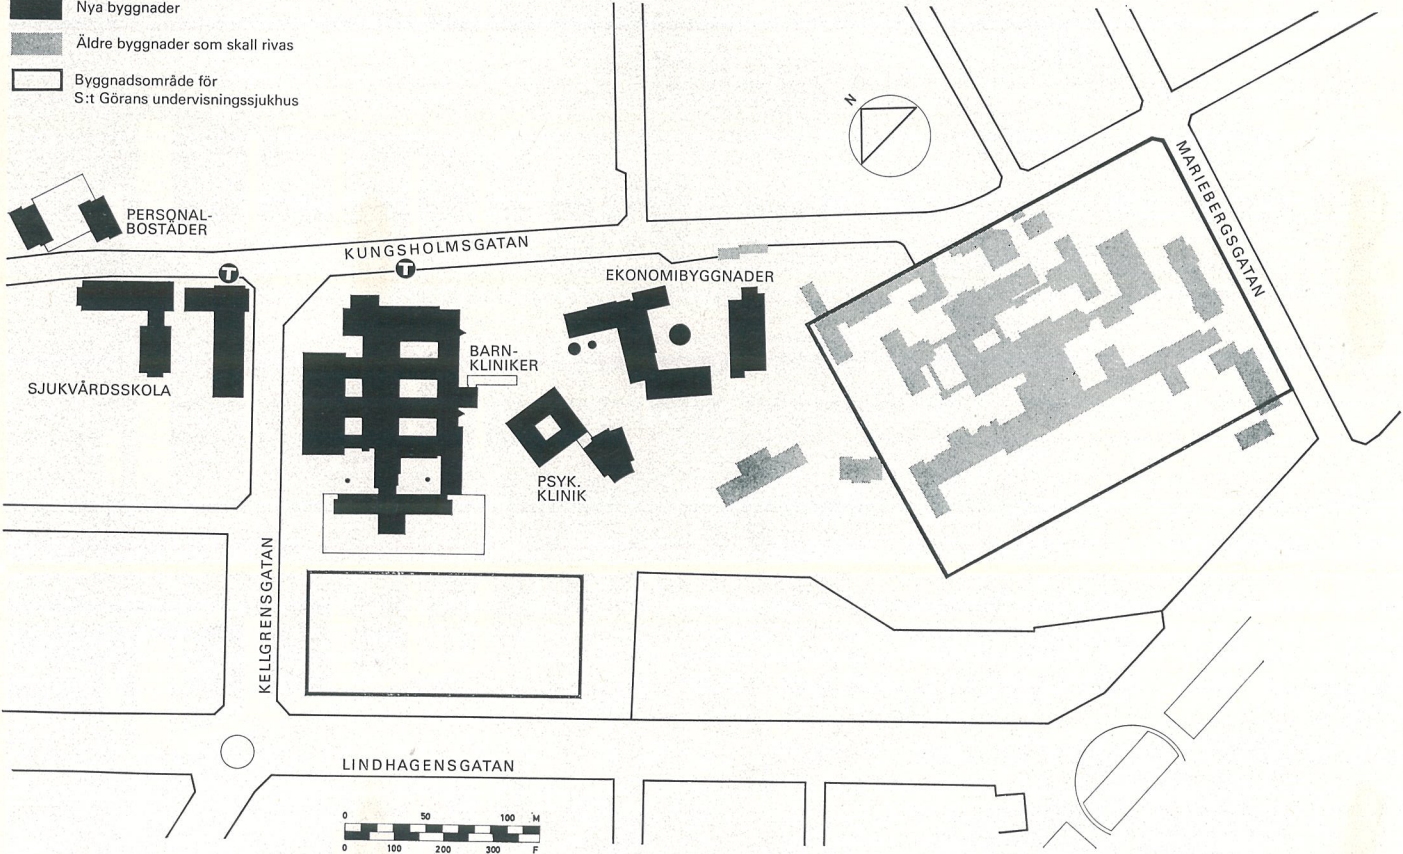 Nya byggnader
Äldre byggnader som skall rivas
Byggnadsområde för
S:t Görans undervisningssjukhus
N
MARIEBERGSGATAN
PERSONAL-
BOSTÄDER
KUNGSHOLMSGATAN
T
T
EKONOMIBYGGNADER
BARN-
KLINIKER
SJUKVÅRDSSKOLA
PSYK.
KLINIK
KELLGRENSGATAN
LINDHAGENSGATAN
0 50 100 M
0 100 200 300 F